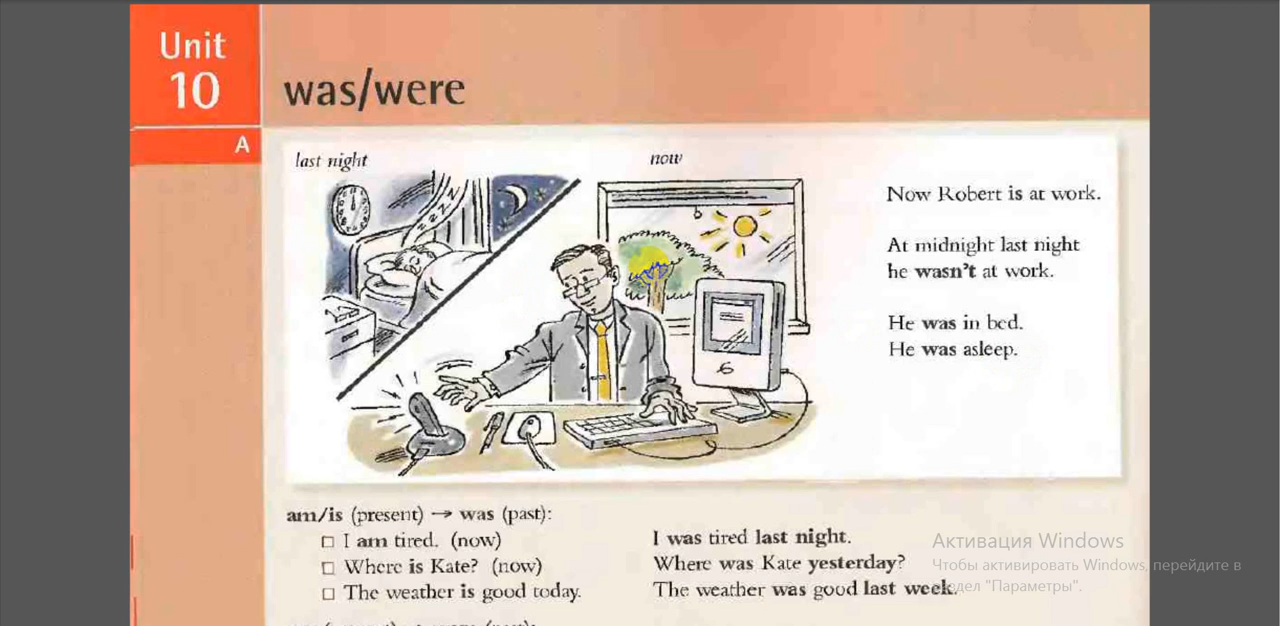 Unit
10
was/were
A
last night
now
Now Robert is at work.
At midnight last night
he wasn't at work.
He was in bed.
He was asleep.
zzzz
6
am/is (present) → was (past):
□ I am tired. (now)
I was tired last night.
□ Where is Kate? (now)
Where was Kate yesterday?
□ The weather is good today.
The weather was good last week.
Активация Windows
Чтобы активировать Windows, перейдите в
раздел "Параметры".